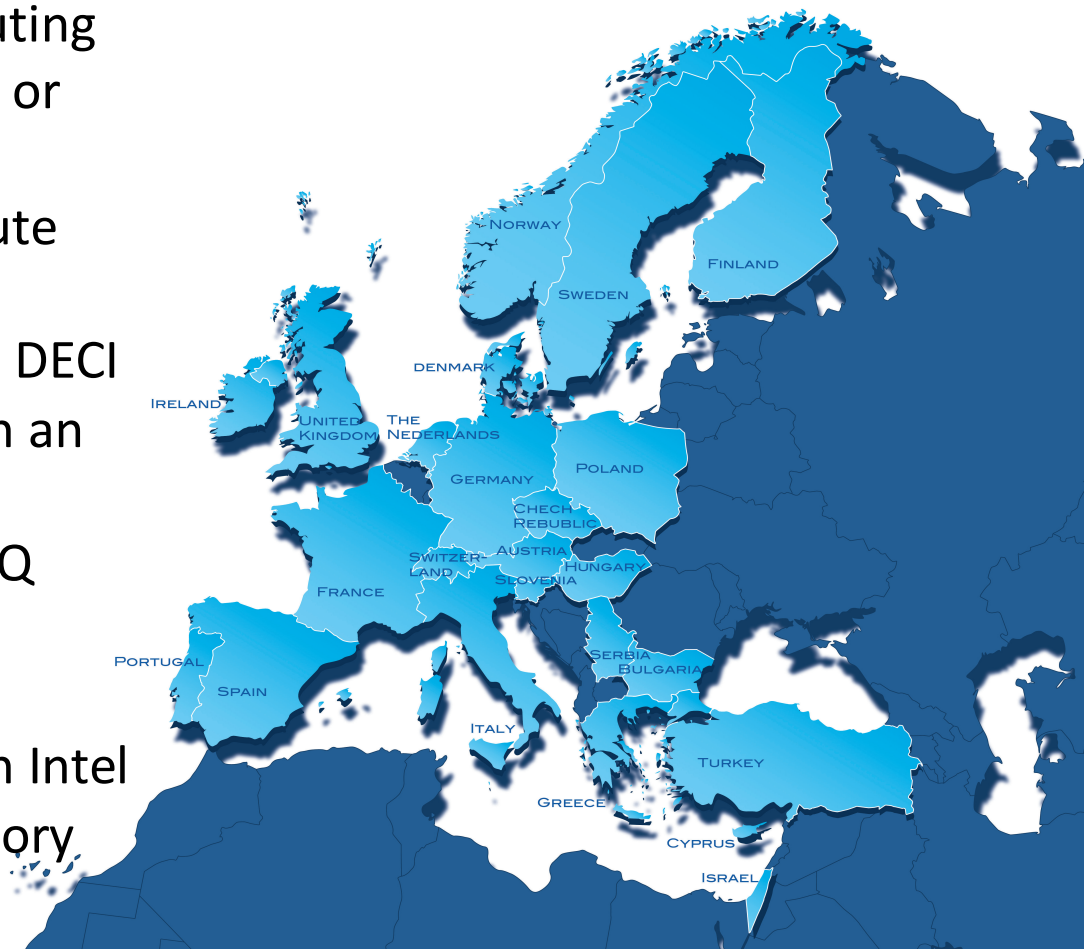 uting
or
ute
DECI
n an
Q
n Intel
ory
NORWAY
FINLAND
SWEDEN
DENMARK
IRELAND
UNITED
KINGDOM
THE
NEDERLANDS
GERMANY
POLAND
CHECH
REBUBLIC
AUSTRIA
SWITZER-
LAND
HUNGARY
SLOVENIA
FRANCE
SERBIA
BULGARIA
PORTUGAL
SPAIN
ITALY
TURKEY
GREECE
CYPRUS
ISRAEL